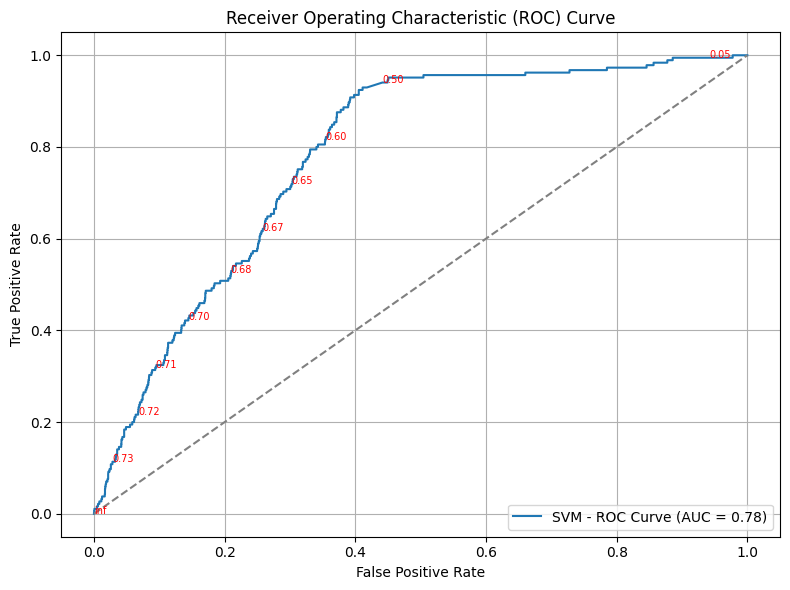 Receiver Operating Characteristic (ROC) Curve
True Positive Rate
1.0
0.8
0.6
0.4
0.2
0.0
0.05
0.50
0.60
0.65
0.67
0.68
0.70
0.71
0.72
0.73
inf
SVM - ROC Curve (AUC = 0.78)
0.0 0.2 0.4 0.6 0.8 1.0
False Positive Rate